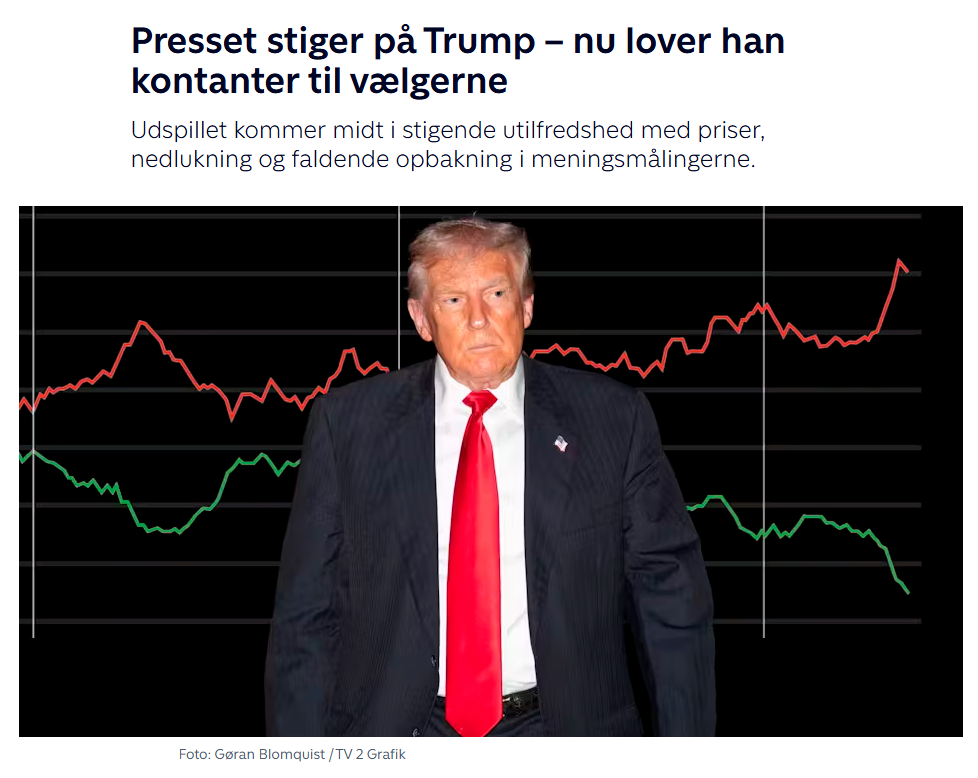 Presset stiger på Trump – nu lover han
kontanter til vælgerne
Udspillet kommer midt i stigende utilfredshed med priser,
nedlukning og faldende opbakning i meningsmålingerne.
Foto: Gøran Blomquist /TV 2 Grafik